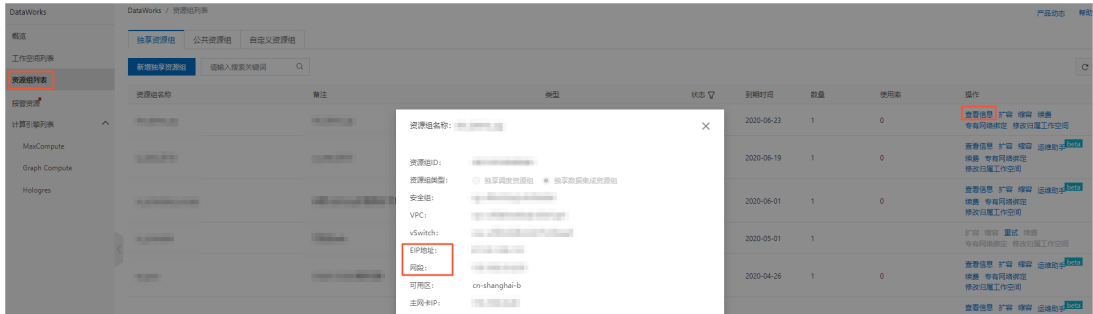 DataWorks
DataWorks / 资源组列表
产品动态 帮助
概览
工作空间列表
资源组列表
报警资源
计算引擎列表
MaxCompute
Graph Compute
Hologres
独享资源组 公共资源组 自定义资源组
新增独享资源组 请输入搜索关键词
资源组名称 备注 类型 状态 到期时间 数量 使用率 操作
2020-06-23 1 0 查看信息 扩容 缩容 续费
专有网络绑定 修改归属工作空间
2020-06-19 1 0 查看信息 扩容 缩容 运维助手 beta
续费 专有网络绑定
修改归属工作空间
2020-06-01 1 0 查看信息 扩容 缩容 运维助手 beta
续费 专有网络绑定
修改归属工作空间
2020-05-01 1 扩容 缩容 重试 续费
专有网络绑定 修改归属工作空间
2020-04-26 1 0 查看信息 扩容 缩容 运维助手 beta
续费 专有网络绑定
修改归属工作空间
查看信息 扩容 缩容 运维助手 beta
资源组名称:
资源组ID:
资源组类型: 独享调度资源组 独享数据集成资源组
安全组:
VPC:
vSwitch:
EIP地址:
网段:
可用区: cn-shanghai-b
主网卡IP: